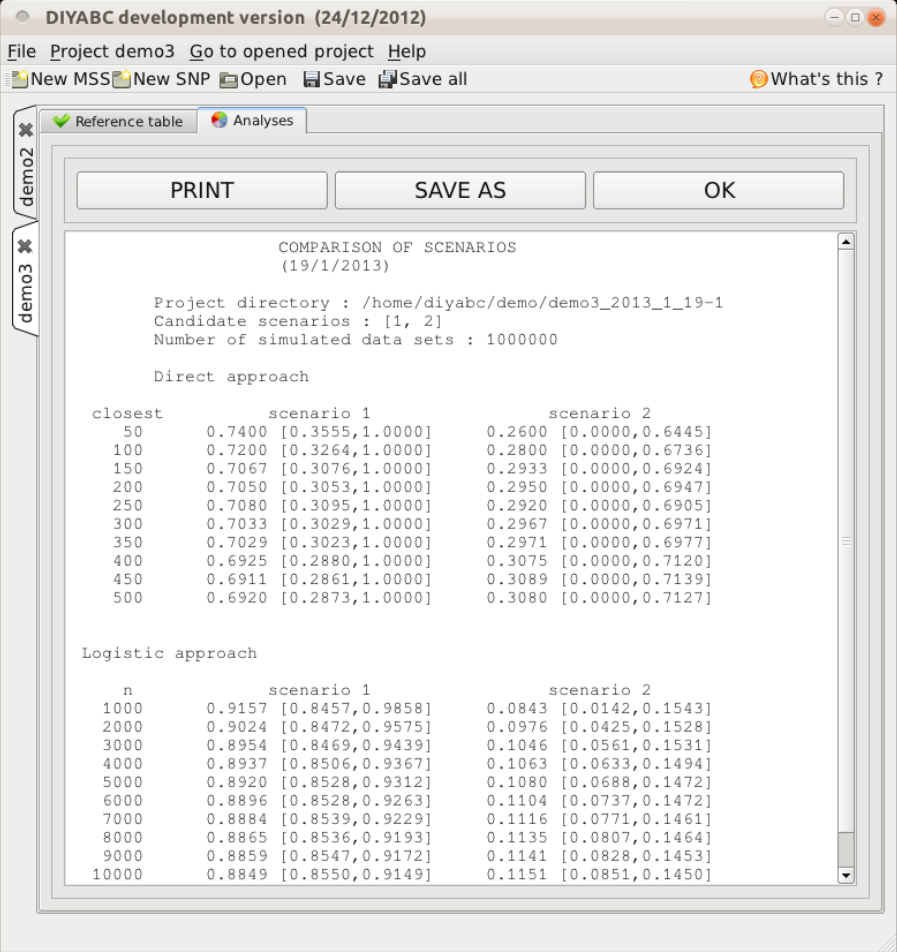 DIYABC development version (24/12/2012)
File Project demo3 Go to opened project Help
New MSS New SNP Open Save Save all What's this ?
demo2
demo3
Reference table Analyses
PRINT SAVE AS OK
COMPARISON OF SCENARIOS
(19/1/2013)
Project directory : /home/diyabc/demo/demo3_2013_1_19-1
Candidate scenarios : [1, 2]
Number of simulated data sets : 1000000
Direct approach
closest scenario 1 scenario 2
50 0.7400 [0.3555,1.0000] 0.2600 [0.0000,0.6445]
100 0.7200 [0.3264,1.0000] 0.2800 [0.0000,0.6736]
150 0.7067 [0.3076,1.0000] 0.2933 [0.0000,0.6924]
200 0.7050 [0.3053,1.0000] 0.2950 [0.0000,0.6947]
250 0.7080 [0.3095,1.0000] 0.2920 [0.0000,0.6905]
300 0.7033 [0.3029,1.0000] 0.2967 [0.0000,0.6971]
350 0.7029 [0.3023,1.0000] 0.2971 [0.0000,0.6977]
400 0.6925 [0.2880,1.0000] 0.3075 [0.0000,0.7120]
450 0.6911 [0.2861,1.0000] 0.3089 [0.0000,0.7139]
500 0.6920 [0.2873,1.0000] 0.3080 [0.0000,0.7127]
Logistic approach
n scenario 1 scenario 2
1000 0.9157 [0.8457,0.9858] 0.0843 [0.0142,0.1543]
2000 0.9024 [0.8472,0.9575] 0.0976 [0.0425,0.1528]
3000 0.8954 [0.8469,0.9439] 0.1046 [0.0561,0.1531]
4000 0.8937 [0.8506,0.9367] 0.1063 [0.0633,0.1494]
5000 0.8920 [0.8528,0.9312] 0.1080 [0.0688,0.1472]
6000 0.8896 [0.8528,0.9263] 0.1104 [0.0737,0.1472]
7000 0.8884 [0.8539,0.9229] 0.1116 [0.0771,0.1461]
8000 0.8865 [0.8536,0.9193] 0.1135 [0.0807,0.1464]
9000 0.8859 [0.8547,0.9172] 0.1141 [0.0828,0.1453]
10000 0.8849 [0.8550,0.9149] 0.1151 [0.0851,0.1450]